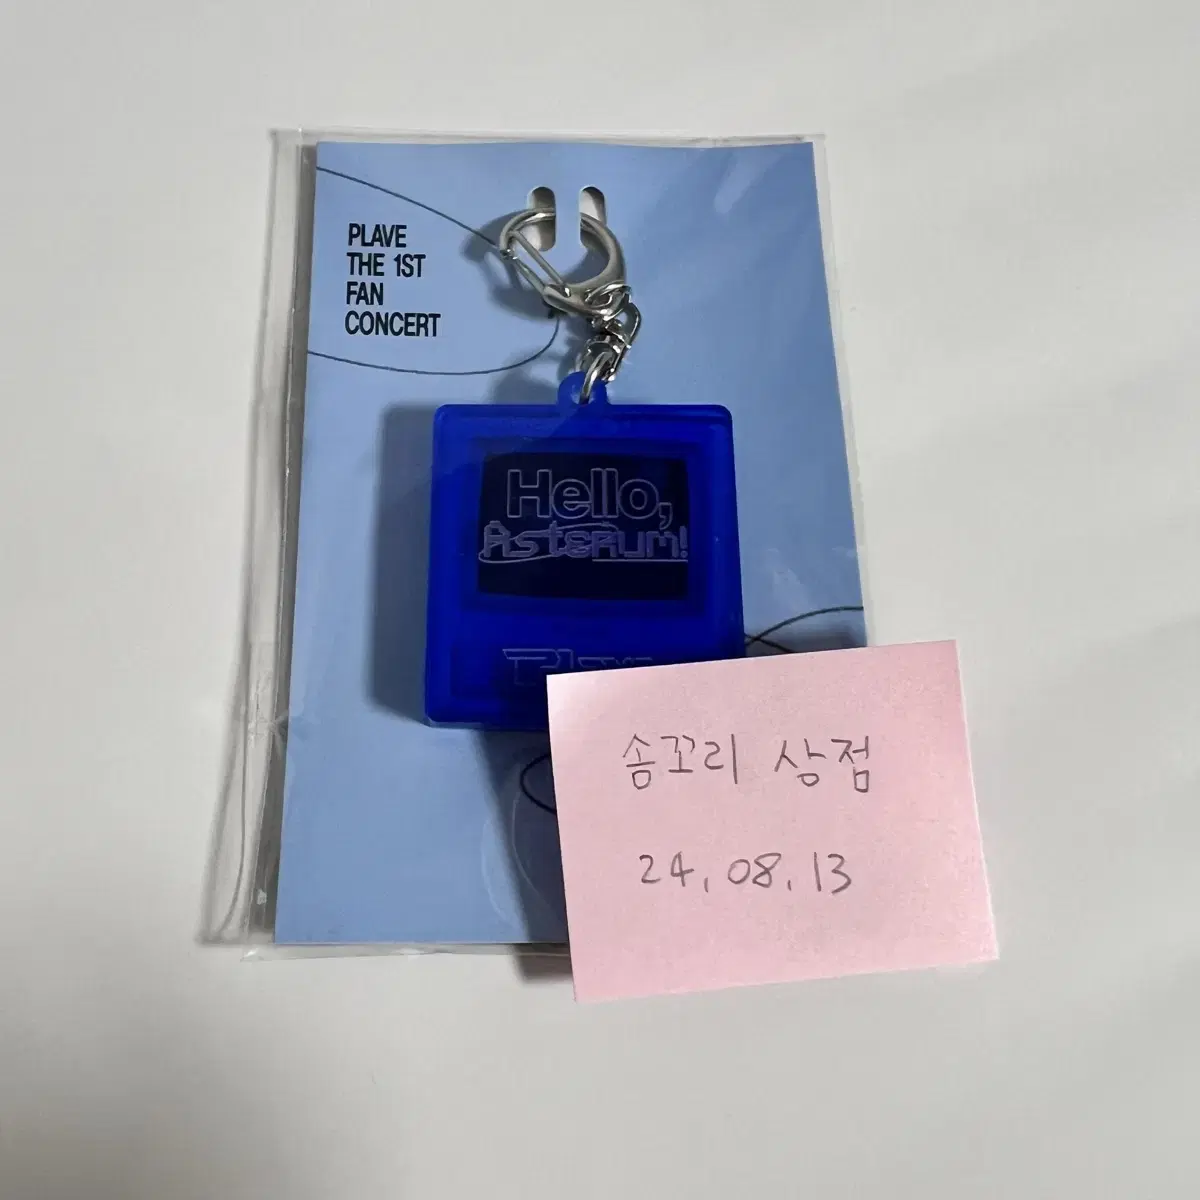 PLAVE
THE 1ST
FAN
CONCERT
Hello,
Asterum!
솜꼬리 상점
24.08.13